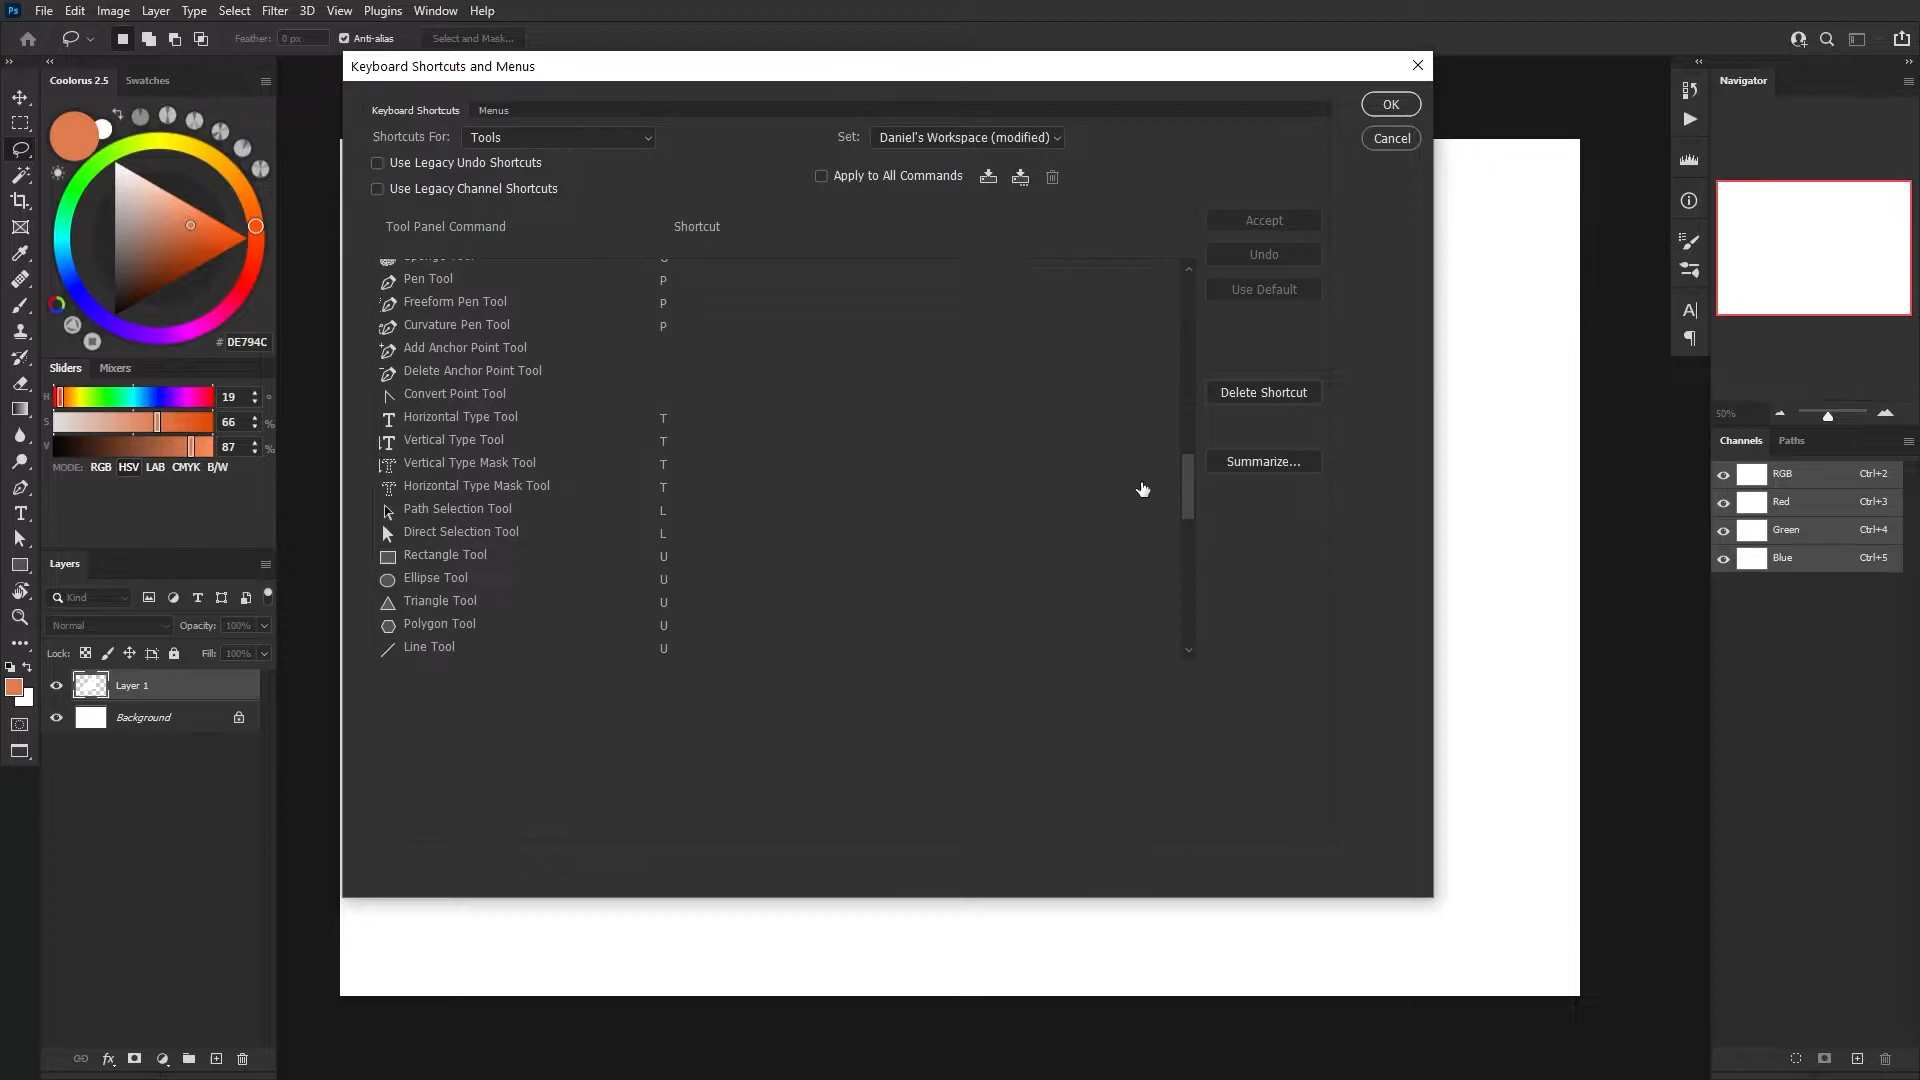 Ps File Edit Image Layer Type Select Filter 3D View Plugins Window Help
Feather: 0 px Anti-alias Select and Mask...
Keyboard Shortcuts and Menus
Keyboard Shortcuts Menus
OK
Shortcuts For: Tools Set: Daniel's Workspace (modified) Cancel
Use Legacy Undo Shortcuts
Apply to All Commands
Use Legacy Channel Shortcuts
Tool Panel Command Shortcut
Accept
Undo
Use Default
Delete Shortcut
Summarize...
Pen Tool P
Freeform Pen Tool P
Curvature Pen Tool P
Add Anchor Point Tool
Delete Anchor Point Tool
Convert Point Tool
Horizontal Type Tool T
Vertical Type Tool T
Vertical Type Mask Tool T
Horizontal Type Mask Tool T
Path Selection Tool L
Direct Selection Tool L
Rectangle Tool U
Ellipse Tool U
Triangle Tool U
Polygon Tool U
Line Tool U
Coolorus 2.5 Swatches
# DE794C
Sliders Mixers
H 19 °
S 66 %
V 87 %
MODE: RGB HSV LAB CMYK B/W
Layers
Kind
Normal Opacity: 100%
Lock: Fill: 100%
Layer 1
Background
Navigator
50%
Channels Paths
RGB Ctrl+2
Red Ctrl+3
Green Ctrl+4
Blue Ctrl+5